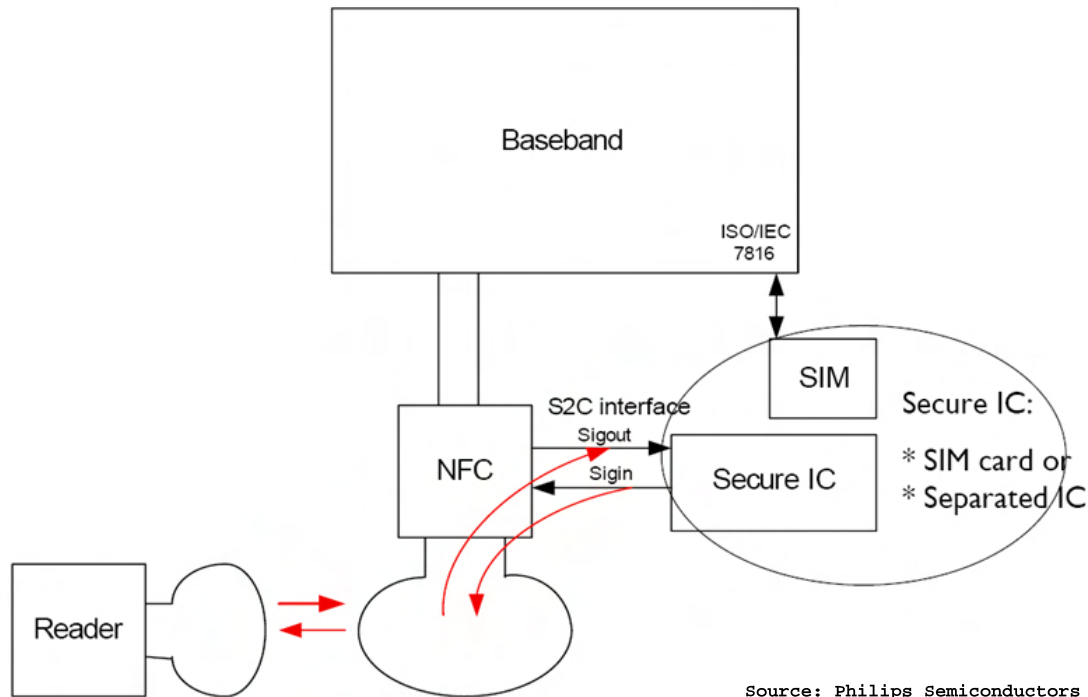 Baseband
ISO/IEC
7816
SIM
S2C interface
Sigout
Secure IC:
NFC
Sigin
Secure IC
* SIM card or
* Separated IC
Reader
Source: Philips Semiconductors